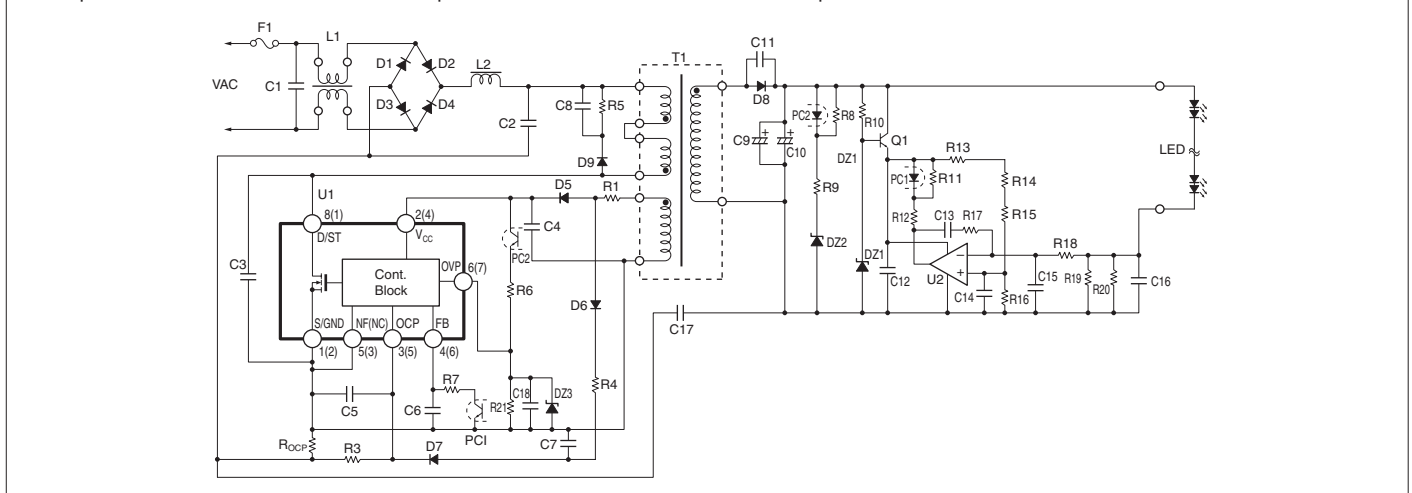 F1
L1
T1
C11
D1
D2
L2
VAC
C1
D8
C8
R5
PC2
R8
R10
D3
D4
C2
C9
C10
Q1
DZ1
R13
LED
D9
PC1
R11
R14
U1
D5
R1
R9
8(1)
2(4)
R12
C13
R17
R15
D/ST
VCC
C4
PC2
DZ2
DZ1
R18
C3
Cont.
Block
OVP
6(7)
U2
C12
C14
R16
C15
R19
R20
C16
R6
D6
S/GND
NF(NC)
OCP
FB
C17
1(2)
5(3)
3(5)
4(6)
R7
R4
C5
C6
R21
C18
DZ3
PCI
C7
ROCP
R3
D7